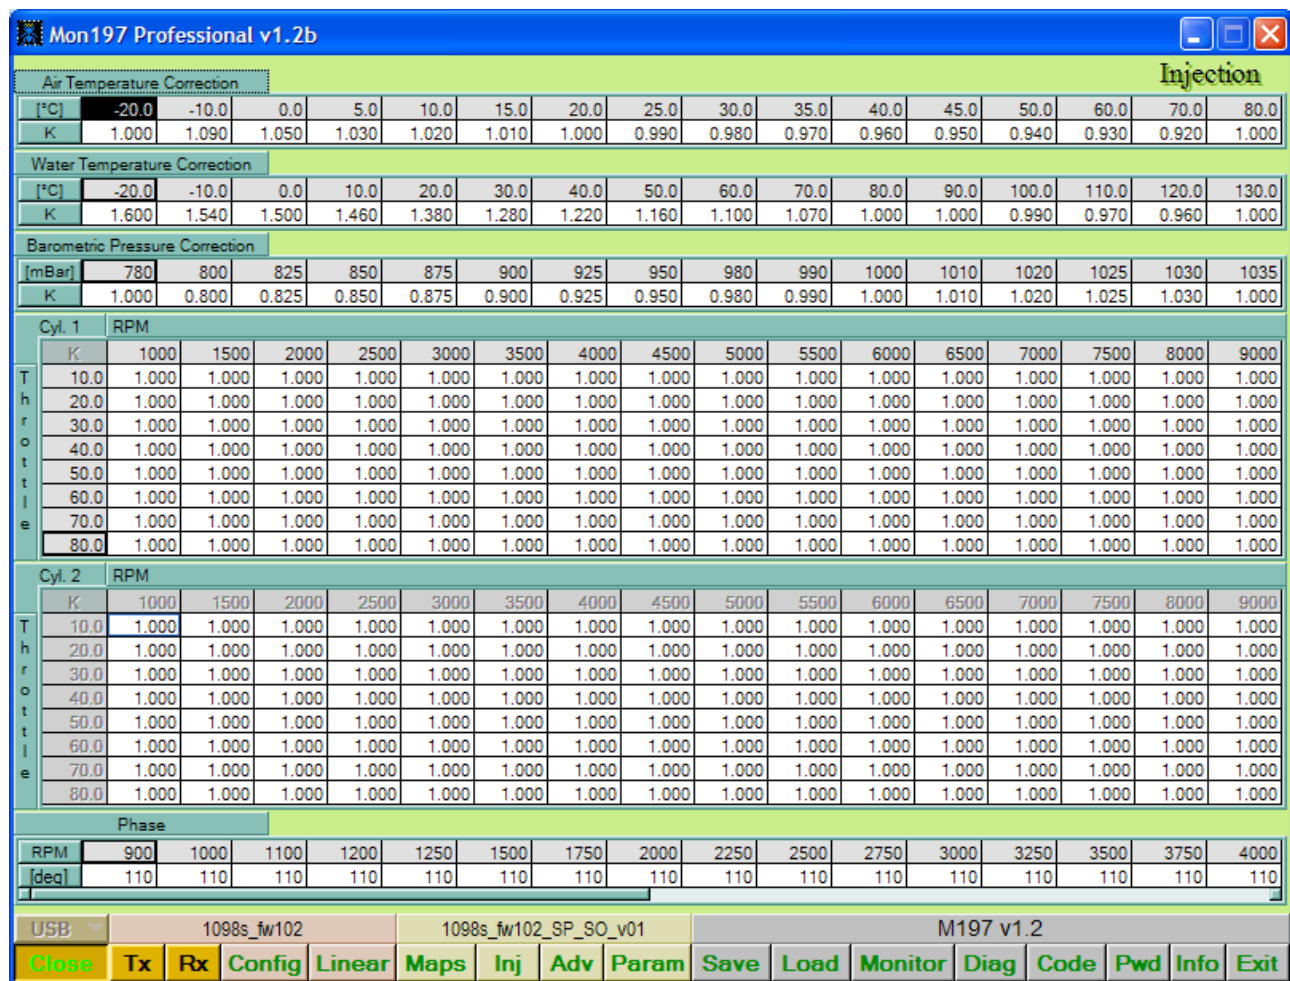 Mon197 Professional v1.2b
Injection
Air Temperature Correction
[°C] -20.0 -10.0 0.0 5.0 10.0 15.0 20.0 25.0 30.0 35.0 40.0 45.0 50.0 60.0 70.0 80.0
K 1.000 1.090 1.050 1.030 1.020 1.010 1.000 0.990 0.980 0.970 0.960 0.950 0.940 0.930 0.920 1.000
Water Temperature Correction
[°C] -20.0 -10.0 0.0 10.0 20.0 30.0 40.0 50.0 60.0 70.0 80.0 90.0 100.0 110.0 120.0 130.0
K 1.600 1.540 1.500 1.460 1.380 1.280 1.220 1.160 1.100 1.070 1.000 1.000 0.990 0.970 0.960 1.000
Barometric Pressure Correction
[mBar] 780 800 825 850 875 900 925 950 980 990 1000 1010 1020 1025 1030 1035
K 1.000 0.800 0.825 0.850 0.875 0.900 0.925 0.950 0.980 0.990 1.000 1.010 1.020 1.025 1.030 1.000
Cyl. 1 RPM
K 1000 1500 2000 2500 3000 3500 4000 4500 5000 5500 6000 6500 7000 7500 8000 9000
Throttle
10.0 1.000 1.000 1.000 1.000 1.000 1.000 1.000 1.000 1.000 1.000 1.000 1.000 1.000 1.000 1.000 1.000
20.0 1.000 1.000 1.000 1.000 1.000 1.000 1.000 1.000 1.000 1.000 1.000 1.000 1.000 1.000 1.000 1.000
30.0 1.000 1.000 1.000 1.000 1.000 1.000 1.000 1.000 1.000 1.000 1.000 1.000 1.000 1.000 1.000 1.000
40.0 1.000 1.000 1.000 1.000 1.000 1.000 1.000 1.000 1.000 1.000 1.000 1.000 1.000 1.000 1.000 1.000
50.0 1.000 1.000 1.000 1.000 1.000 1.000 1.000 1.000 1.000 1.000 1.000 1.000 1.000 1.000 1.000 1.000
60.0 1.000 1.000 1.000 1.000 1.000 1.000 1.000 1.000 1.000 1.000 1.000 1.000 1.000 1.000 1.000 1.000
70.0 1.000 1.000 1.000 1.000 1.000 1.000 1.000 1.000 1.000 1.000 1.000 1.000 1.000 1.000 1.000 1.000
80.0 1.000 1.000 1.000 1.000 1.000 1.000 1.000 1.000 1.000 1.000 1.000 1.000 1.000 1.000 1.000 1.000
Cyl. 2 RPM
K 1000 1500 2000 2500 3000 3500 4000 4500 5000 5500 6000 6500 7000 7500 8000 9000
Throttle
10.0 1.000 1.000 1.000 1.000 1.000 1.000 1.000 1.000 1.000 1.000 1.000 1.000 1.000 1.000 1.000 1.000
20.0 1.000 1.000 1.000 1.000 1.000 1.000 1.000 1.000 1.000 1.000 1.000 1.000 1.000 1.000 1.000 1.000
30.0 1.000 1.000 1.000 1.000 1.000 1.000 1.000 1.000 1.000 1.000 1.000 1.000 1.000 1.000 1.000 1.000
40.0 1.000 1.000 1.000 1.000 1.000 1.000 1.000 1.000 1.000 1.000 1.000 1.000 1.000 1.000 1.000 1.000
50.0 1.000 1.000 1.000 1.000 1.000 1.000 1.000 1.000 1.000 1.000 1.000 1.000 1.000 1.000 1.000 1.000
60.0 1.000 1.000 1.000 1.000 1.000 1.000 1.000 1.000 1.000 1.000 1.000 1.000 1.000 1.000 1.000 1.000
70.0 1.000 1.000 1.000 1.000 1.000 1.000 1.000 1.000 1.000 1.000 1.000 1.000 1.000 1.000 1.000 1.000
80.0 1.000 1.000 1.000 1.000 1.000 1.000 1.000 1.000 1.000 1.000 1.000 1.000 1.000 1.000 1.000 1.000
Phase
RPM 900 1000 1100 1200 1250 1500 1750 2000 2250 2500 2750 3000 3250 3500 3750 4000
[deg] 110 110 110 110 110 110 110 110 110 110 110 110 110 110 110 110
USB 1098s_fw102 1098s_fw102_SP_SO_v01 M197 v1.2
Close Tx Rx Config Linear Maps Inj Adv Param Save Load Monitor Diag Code Pwd Info Exit